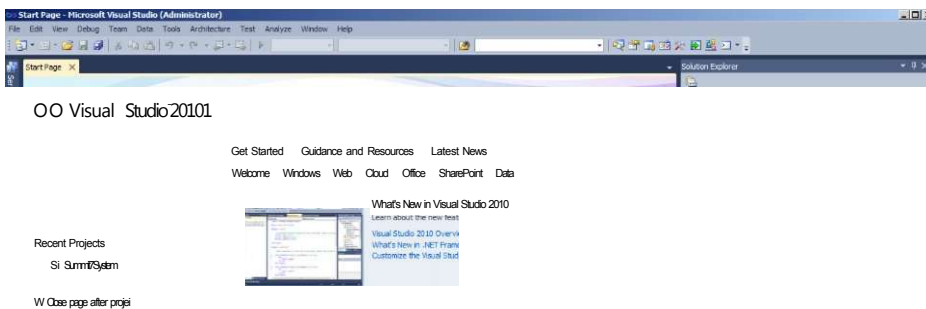 Start Page - Microsoft Visual Studio (Administrator)
File Edit View Debug Team Data Tools Architecture Test Analyze Window Help
Start Page X
Solution Explorer
OO Visual Studio 20101
Get Started Guidance and Resources Latest News
Welcome Windows Web Cloud Office SharePoint Data
What's New in Visual Studio 2010
Learn about the new feat
Visual Studio 2010 Overvi
What's New in .NET Frame
Customize the Visual Stud
Recent Projects
Si Summit7System
W Close page after projei